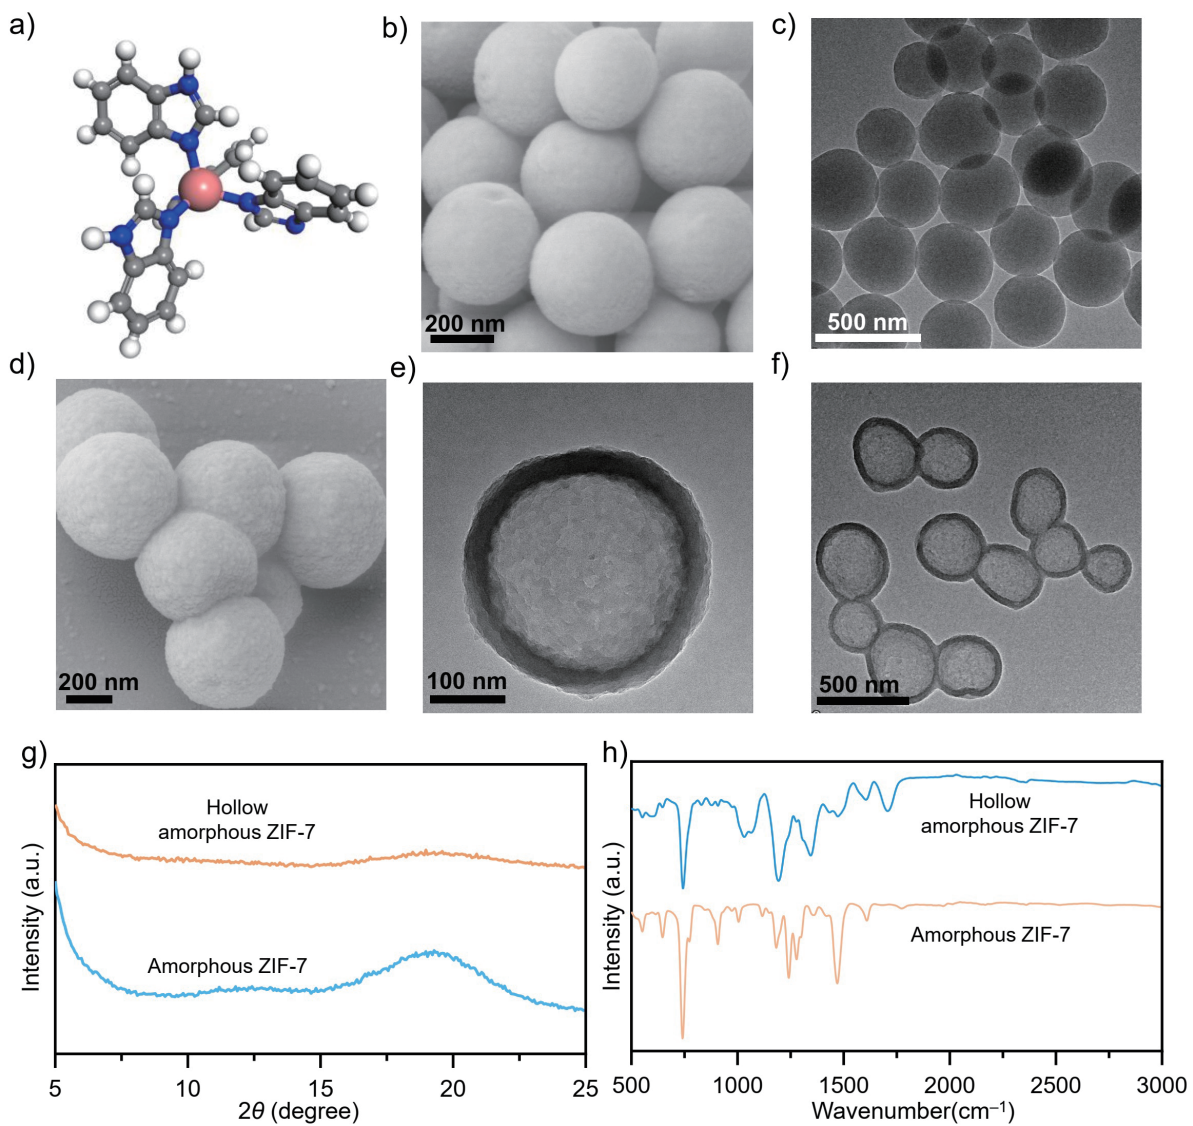 a)
b)
c)
200 nm
500 nm
d)
e)
f)
200 nm
100 nm
500 nm
g)
h)
Hollow
amorphous ZIF-7
Amorphous ZIF-7
Intensity (a.u.)
5
10
15
20
25
2θ (degree)
Hollow
amorphous ZIF-7
Amorphous ZIF-7
Intensity (a.u.)
500
1000
1500
2000
2500
3000
Wavenumber(cm⁻¹)